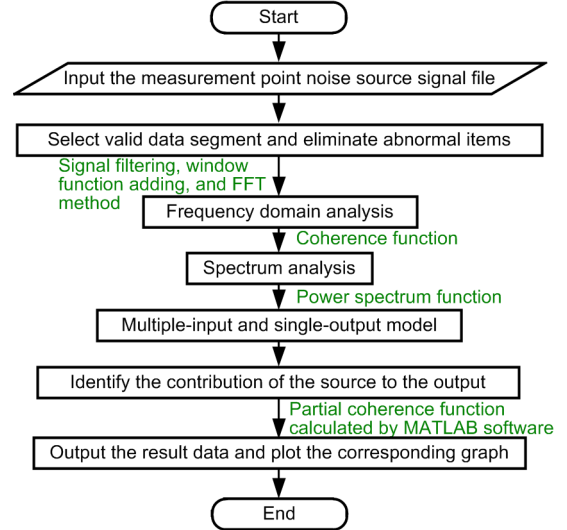 Start
Input the measurement point noise source signal file
Select valid data segment and eliminate abnormal items
Signal filtering, window
function adding, and FFT
method
Frequency domain analysis
Coherence function
Spectrum analysis
Power spectrum function
Multiple-input and single-output model
Identify the contribution of the source to the output
Partial coherence function
calculated by MATLAB software
Output the result data and plot the corresponding graph
End